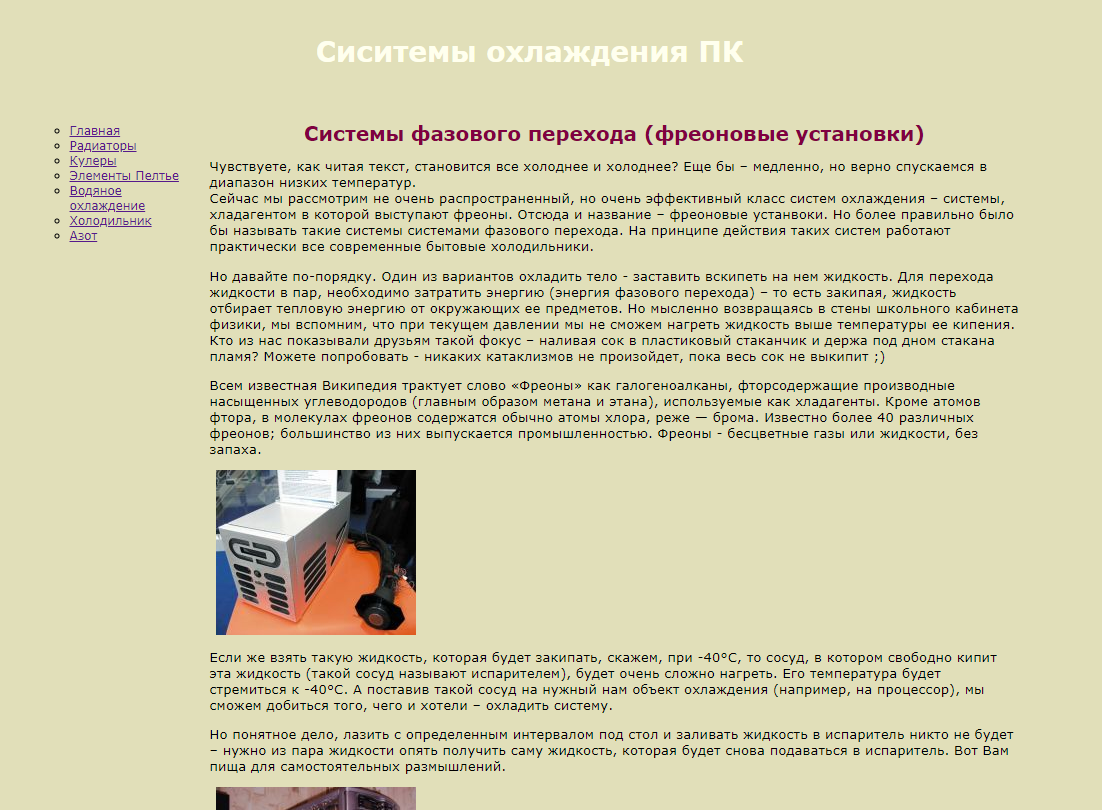 Сиситемы охлаждения ПК
Главная
Радиаторы
Кулеры
Элементы Пелтье
Водяное
охлаждение
Холодильник
Азот
Системы фазового перехода (фреоновые установки)
Чувствуете, как читая текст, становится все холоднее и холоднее? Еще бы – медленно, но верно спускаемся в
диапазон низких температур.
Сейчас мы рассмотрим не очень распространенный, но очень эффективный класс систем охлаждения – системы,
хладагентом в которой выступают фреоны. Отсюда и название – фреоновые устанвоки. Но более правильно было
бы называть такие системы системами фазового перехода. На принципе действия таких систем работают
практически все современные бытовые холодильники.
Но давайте по-порядку. Один из вариантов охладить тело - заставить вскипеть на нем жидкость. Для перехода
жидкости в пар, необходимо затратить энергию (энергия фазового перехода) – то есть закипая, жидкость
отбирает тепловую энергию от окружающих ее предметов. Но мысленно возвращаясь в стены школьного кабинета
физики, мы вспомним, что при текущем давлении мы не сможем нагреть жидкость выше температуры ее кипения.
Кто из нас показывали друзьям такой фокус – наливая сок в пластиковый стаканчик и держа под дном стакана
пламя? Можете попробовать - никаких катаклизмов не произойдет, пока весь сок не выкипит ;)
Всем известная Википедия трактует слово «Фреоны» как галогеноалканы, фторсодержащие производные
насыщенных углеводородов (главным образом метана и этана), используемые как хладагенты. Кроме атомов
фтора, в молекулах фреонов содержатся обычно атомы хлора, реже — брома. Известно более 40 различных
фреонов; большинство из них выпускается промышленностью. Фреоны - бесцветные газы или жидкости, без
запаха.
Если же взять такую жидкость, которая будет закипать, скажем, при -40°С, то сосуд, в котором свободно кипит
эта жидкость (такой сосуд называют испарителем), будет очень сложно нагреть. Его температура будет
стремиться к -40°С. А поставив такой сосуд на нужный нам объект охлаждения (например, на процессор), мы
сможем добиться того, чего и хотели – охладить систему.
Но понятное дело, лазить с определенным интервалом под стол и заливать жидкость в испаритель никто не будет
– нужно из пара жидкости опять получить саму жидкость, которая будет снова подаваться в испаритель. Вот Вам
пища для самостоятельных размышлений.